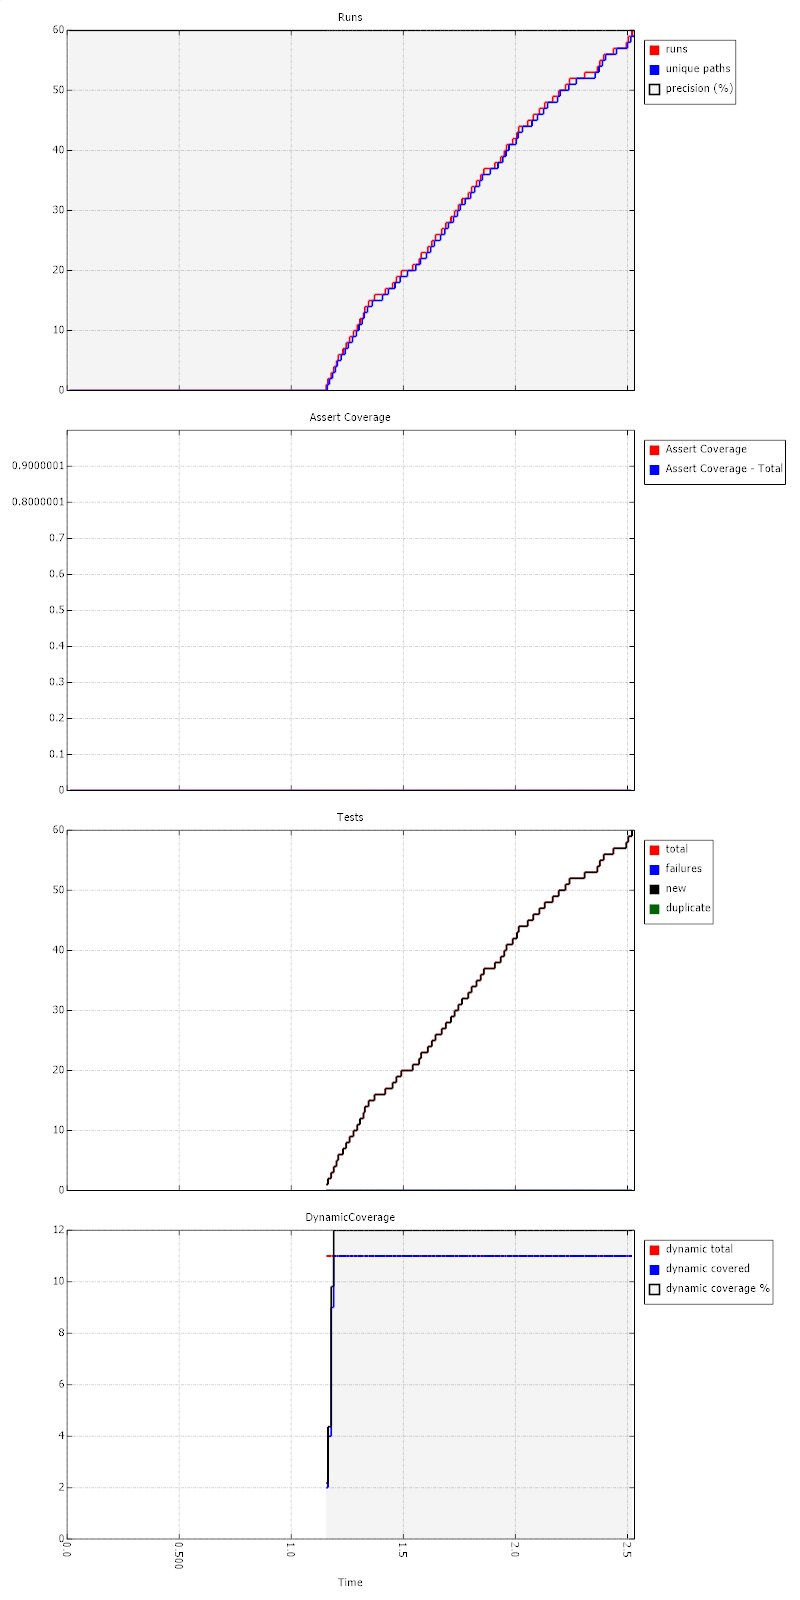 Runs
60
50
40
30
20
10
0
runs
unique paths
precision (%)
Assert Coverage
0.9000001
0.8000001
0.7
0.6
0.5
0.4
0.3
0.2
0.1
0
Assert Coverage
Assert Coverage - Total
Tests
60
50
40
30
20
10
0
total
failures
new
duplicate
DynamicCoverage
12
10
8
6
4
2
0
dynamic total
dynamic covered
dynamic coverage %
0.0
0.500
1.0
1.5
2.0
2.5
Time